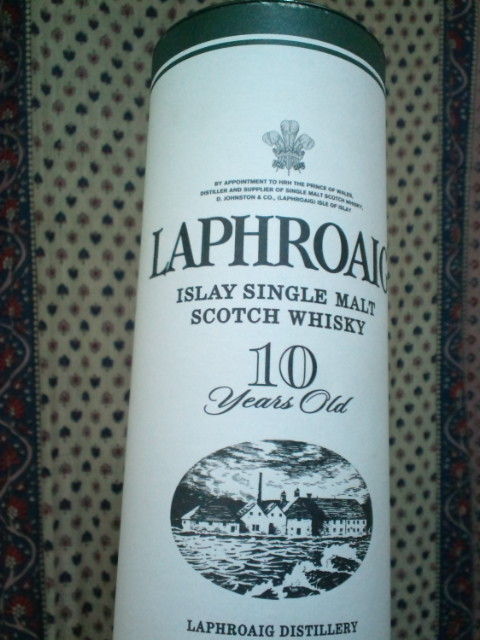 BY APPOINTMENT TO HRH THE PRINCE OF WALES,
DISTILLER AND SUPPLIER OF SINGLE MALT SCOTCH WHISKY,
D. JOHNSTON & CO., (LAPHROAIG) ISLE OF ISLAY
LAPHROAIG
ISLAY SINGLE MALT
SCOTCH WHISKY
10
Years Old
LAPHROAIG DISTILLERY